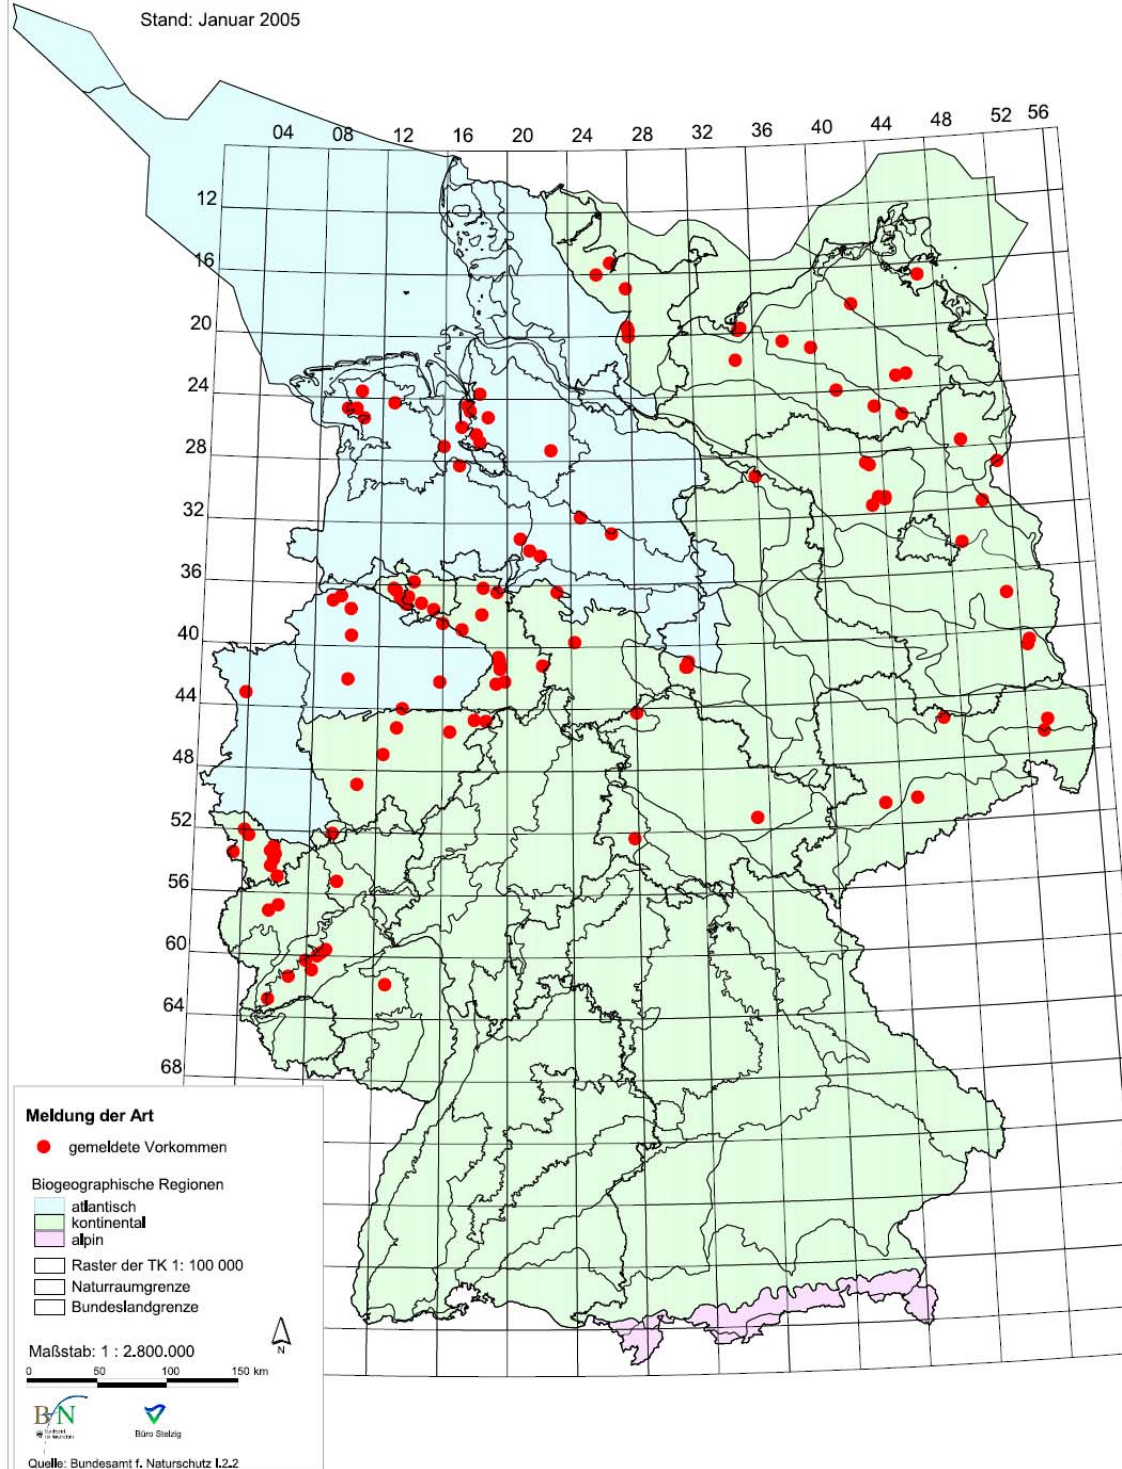 Stand: Januar 2005
04 08 12 16 20 24 28 32 36 40 44 48 52 56
12
16
20
24
28
32
36
40
44
48
52
56
60
64
68
Meldung der Art
gemeldete Vorkommen
Biogeographische Regionen
atlantisch
kontinental
alpin
Raster der TK 1: 100 000
Naturraumgrenze
Bundeslandgrenze
N
Maßstab: 1 : 2.800.000
0 50 100 150 km
BfN
Büro Stelzig
Quelle: Bundesamt f. Naturschutz I.2.2